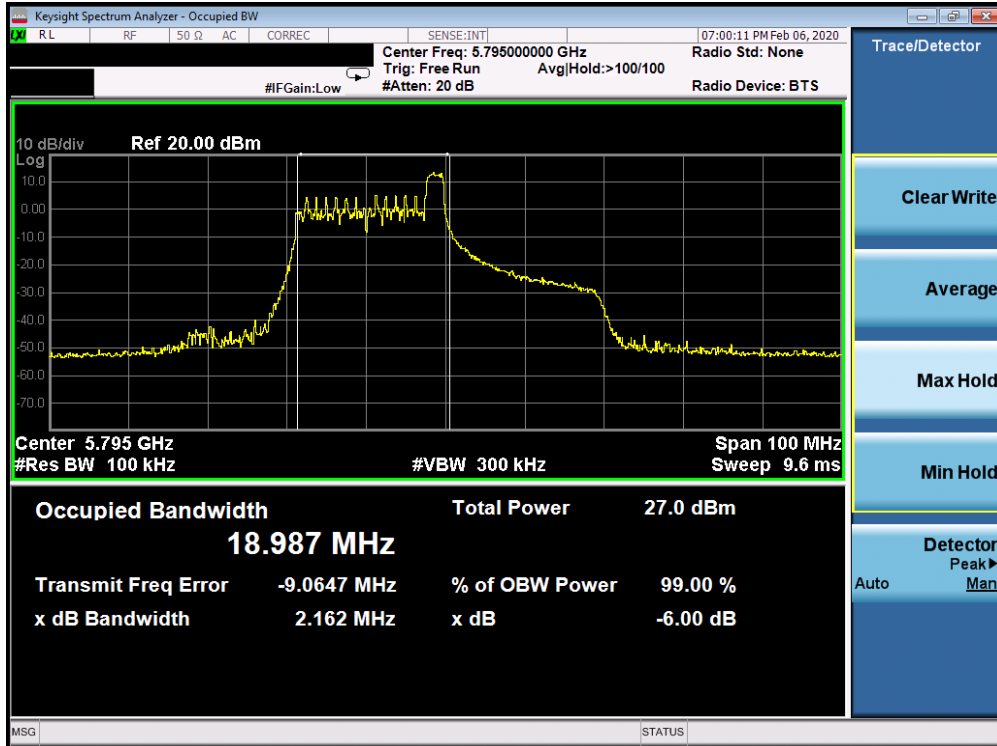 Keysight Spectrum Analyzer - Occupied BW
LXI RL RF 50 Ω AC CORREC SENSE:INT 07:00:11 PM Feb 06, 2020
Center Freq: 5.795000000 GHz Radio Std: None
Trig: Free Run Avg|Hold:>100/100
#IFGain:Low #Atten: 20 dB Radio Device: BTS
Trace/Detector
10 dB/div Ref 20.00 dBm
Log
10.0
0.00
-10.0
-20.0
-30.0
-40.0
-50.0
-60.0
-70.0
Center 5.795 GHz Span 100 MHz
#Res BW 100 kHz #VBW 300 kHz Sweep 9.6 ms
Occupied Bandwidth Total Power 27.0 dBm
18.987 MHz
Transmit Freq Error -9.0647 MHz % of OBW Power 99.00 %
x dB Bandwidth 2.162 MHz x dB -6.00 dB
Clear Write
Average
Max Hold
Min Hold
Detector
Peak▶
Auto Man
MSG STATUS